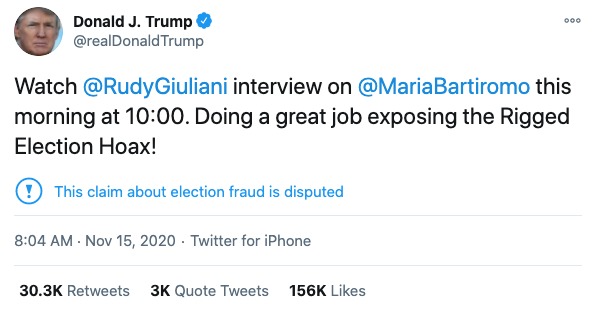 Donald J. Trump
@realDonaldTrump
Watch @RudyGiuliani interview on @MariaBartiromo this
morning at 10:00. Doing a great job exposing the Rigged
Election Hoax!
This claim about election fraud is disputed
8:04 AM · Nov 15, 2020 · Twitter for iPhone
30.3K Retweets 3K Quote Tweets 156K Likes